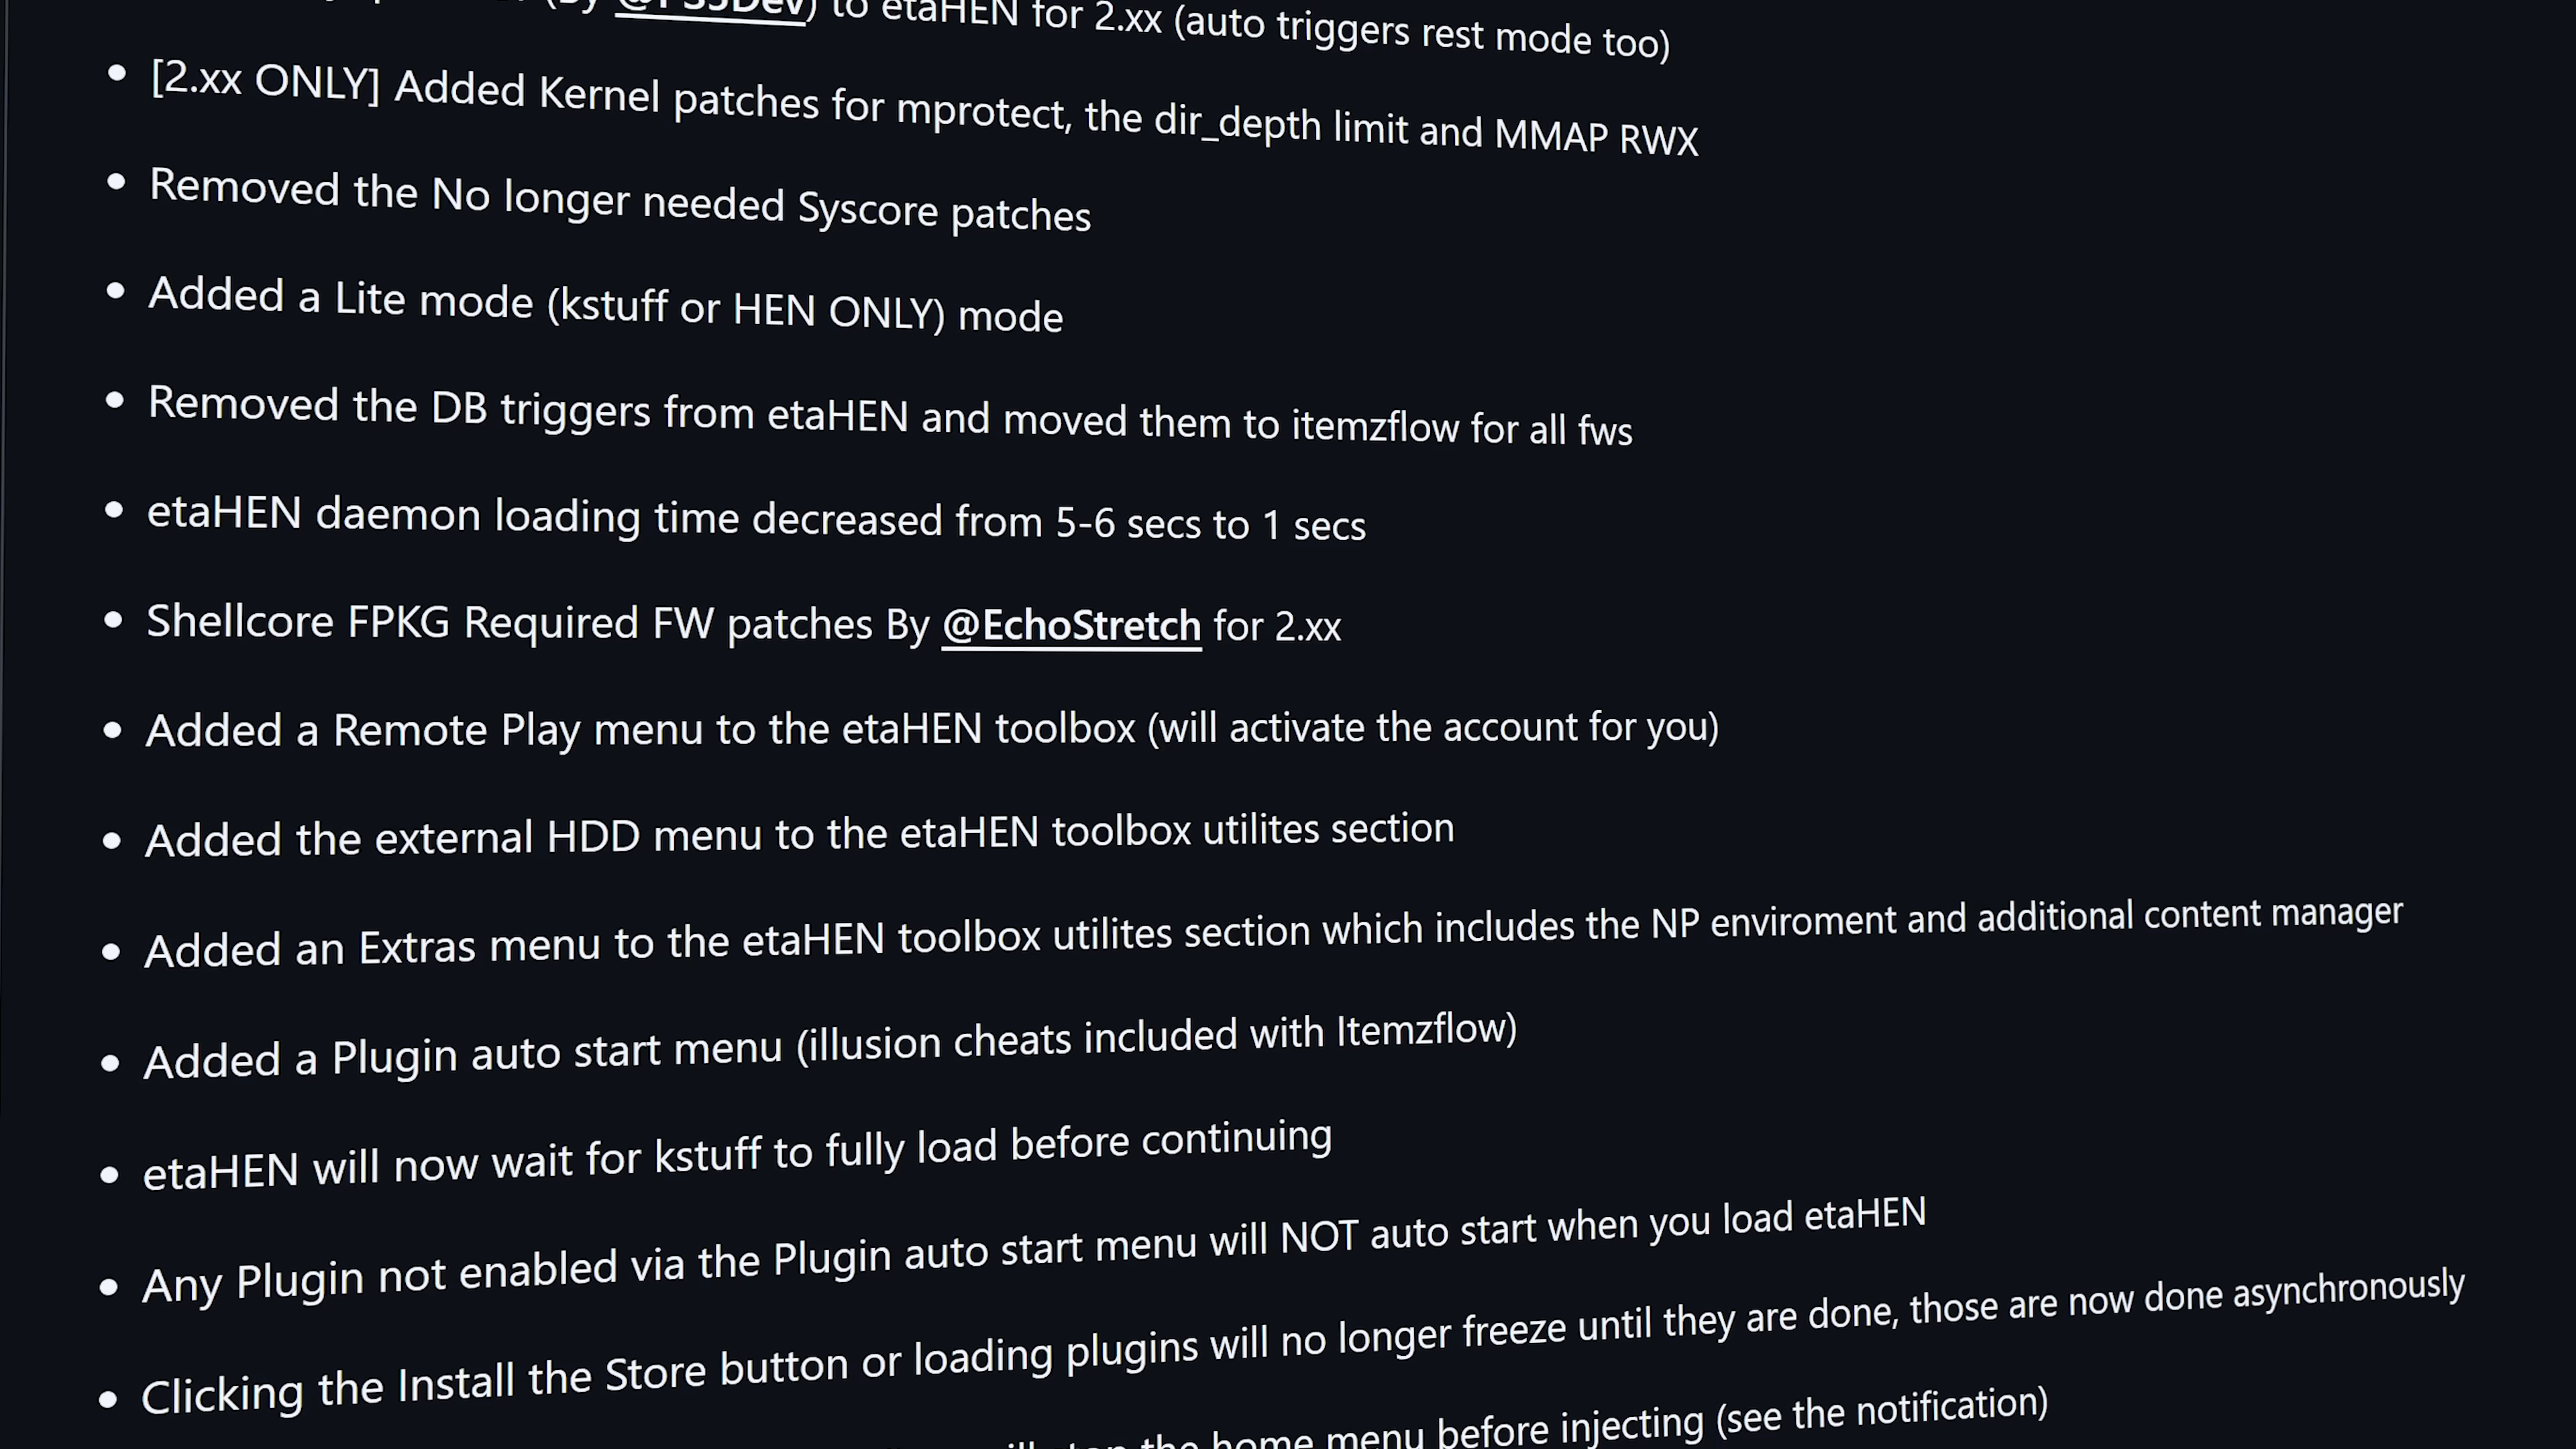 (By @PS5Dev) to etaHEN for 2.xx (auto triggers rest mode too)
[2.xx ONLY] Added Kernel patches for mprotect, the dir_depth limit and MMAP RWX
Removed the No longer needed Syscore patches
Added a Lite mode (kstuff or HEN ONLY) mode
Removed the DB triggers from etaHEN and moved them to itemzflow for all fws
etaHEN daemon loading time decreased from 5-6 secs to 1 secs
Shellcore FPKG Required FW patches By @EchoStretch for 2.xx
Added a Remote Play menu to the etaHEN toolbox (will activate the account for you)
Added the external HDD menu to the etaHEN toolbox utilites section
Added an Extras menu to the etaHEN toolbox utilites section which includes the NP enviroment and additional content manager
Added a Plugin auto start menu (illusion cheats included with Itemzflow)
etaHEN will now wait for kstuff to fully load before continuing
Any Plugin not enabled via the Plugin auto start menu will NOT auto start when you load etaHEN
Clicking the Install the Store button or loading plugins will no longer freeze until they are done, those are now done asynchronously
the home menu before injecting (see the notification)